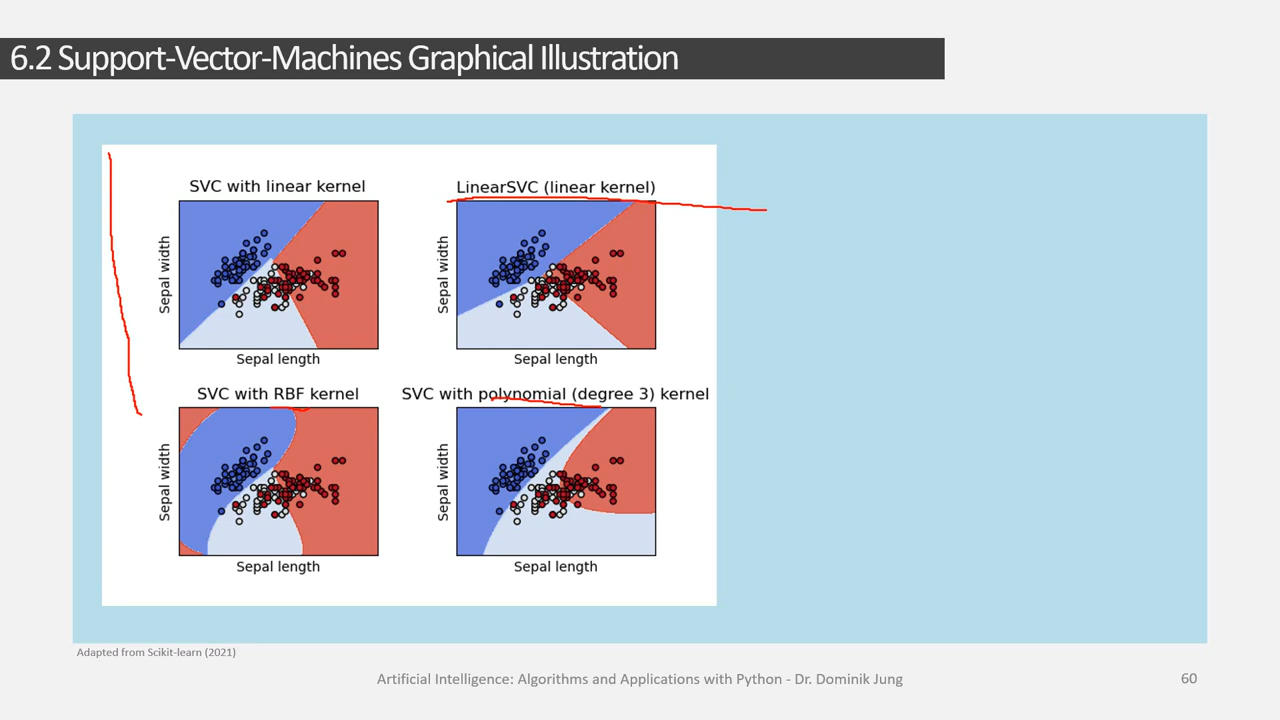 6.2 Support-Vector-Machines Graphical Illustration
SVC with linear kernel
Sepal width
Sepal length
LinearSVC (linear kernel)
Sepal width
Sepal length
SVC with RBF kernel
Sepal width
Sepal length
SVC with polynomial (degree 3) kernel
Sepal width
Sepal length
Adapted from Scikit-learn (2021)
Artificial Intelligence: Algorithms and Applications with Python - Dr. Dominik Jung
60